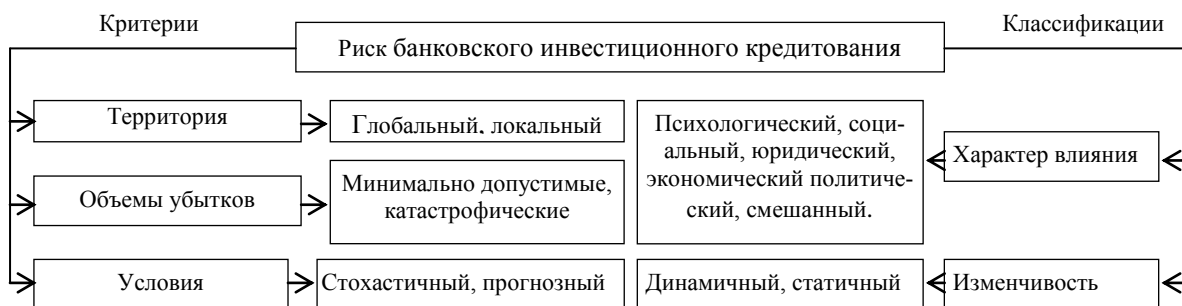 Критерии
Классификации
Риск банковского инвестиционного кредитования
Территория
Глобальный, локальный
Объемы убытков
Минимально допустимые,
катастрофические
Условия
Стохастичный, прогнозный
Психологический, соци-
альный, юридический,
экономический политиче-
ский, смешанный.
Характер влияния
Динамичный, статичный
Изменчивость